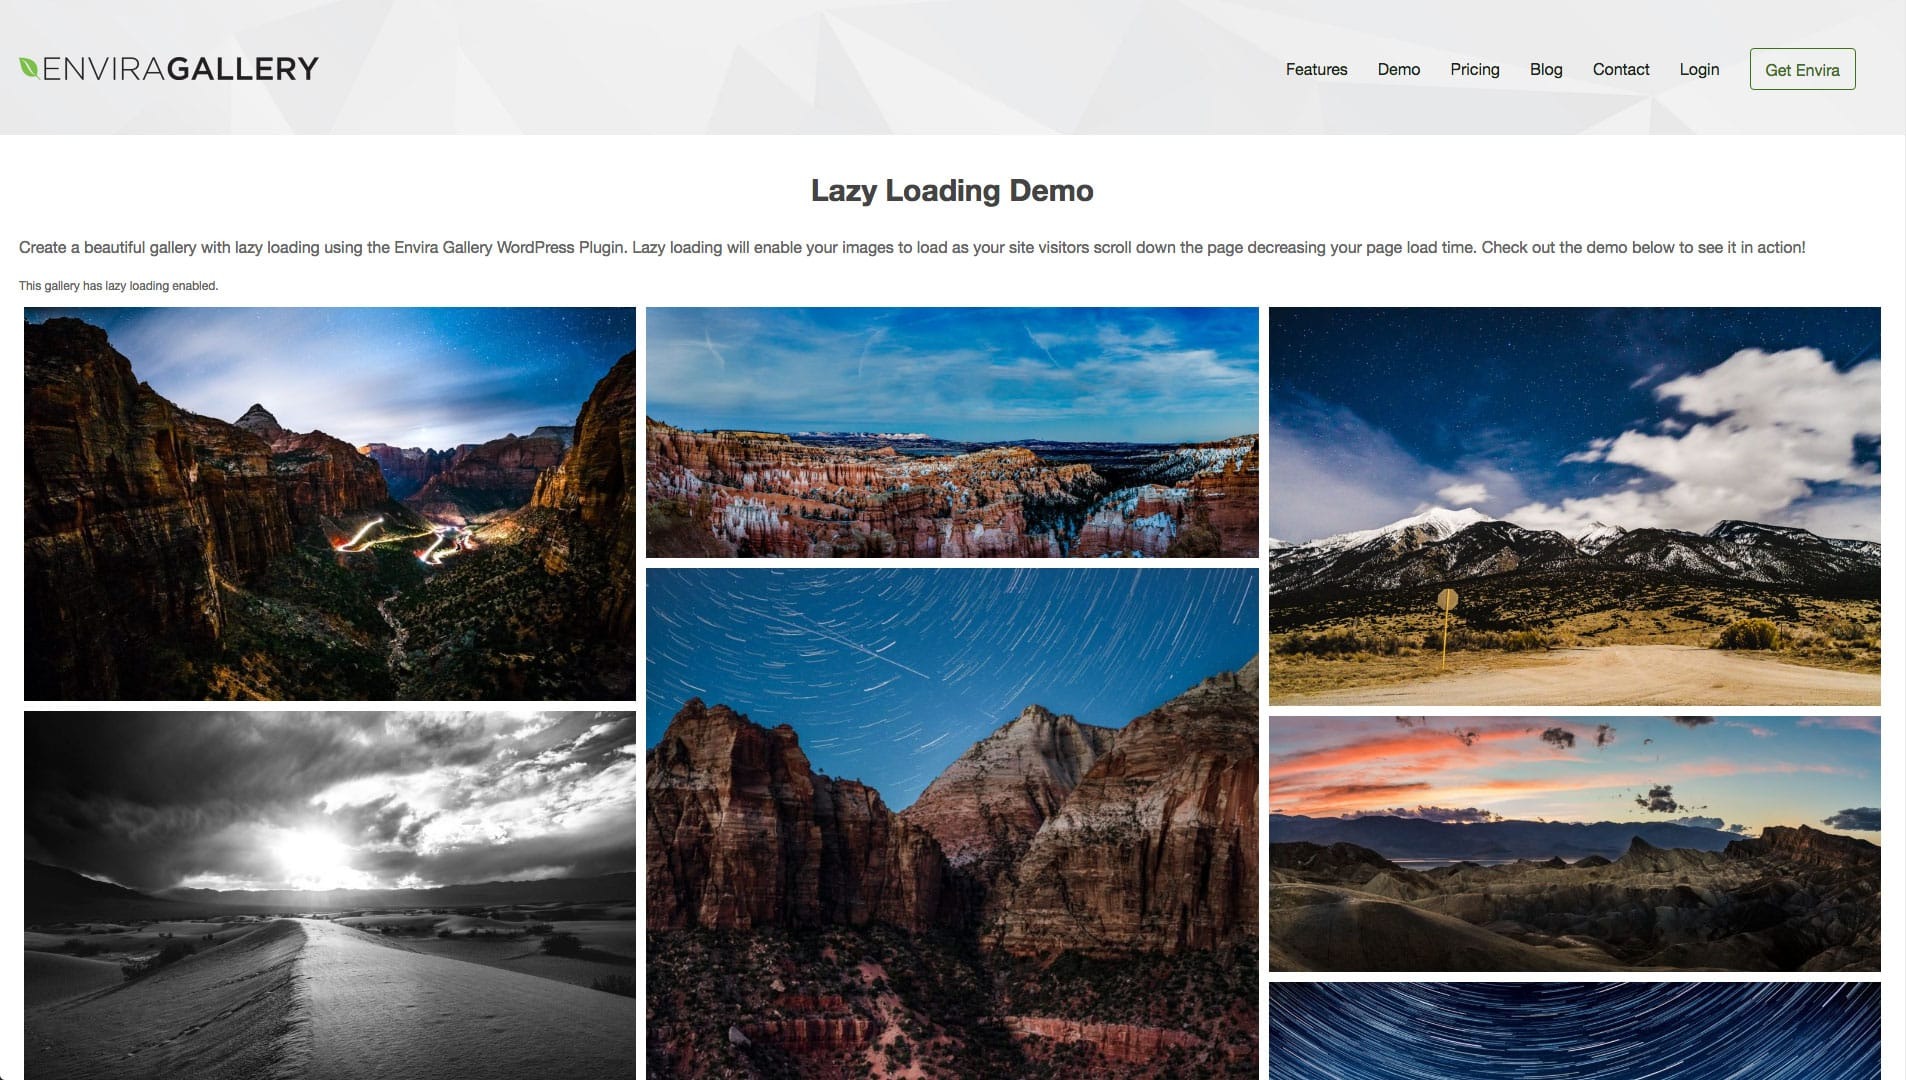 ENVIRAGALLERY
Features Demo Pricing Blog Contact Login Get Envira
Lazy Loading Demo
Create a beautiful gallery with lazy loading using the Envira Gallery WordPress Plugin. Lazy loading will enable your images to load as your site visitors scroll down the page decreasing your page load time. Check out the demo below to see it in action!
This gallery has lazy loading enabled.